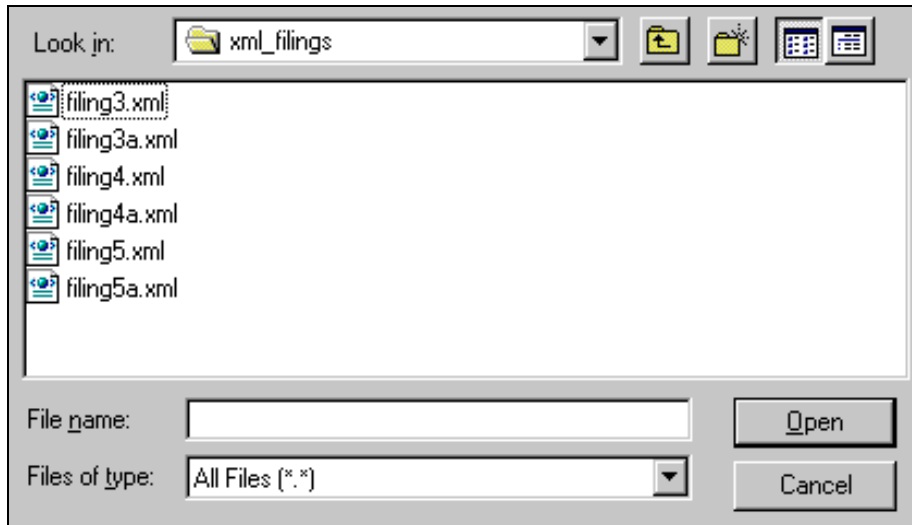 Look in: xml_filings
filing3.xml
filing3a.xml
filing4.xml
filing4a.xml
filing5.xml
filing5a.xml
File name: Open
Files of type: All Files (*.*) Cancel